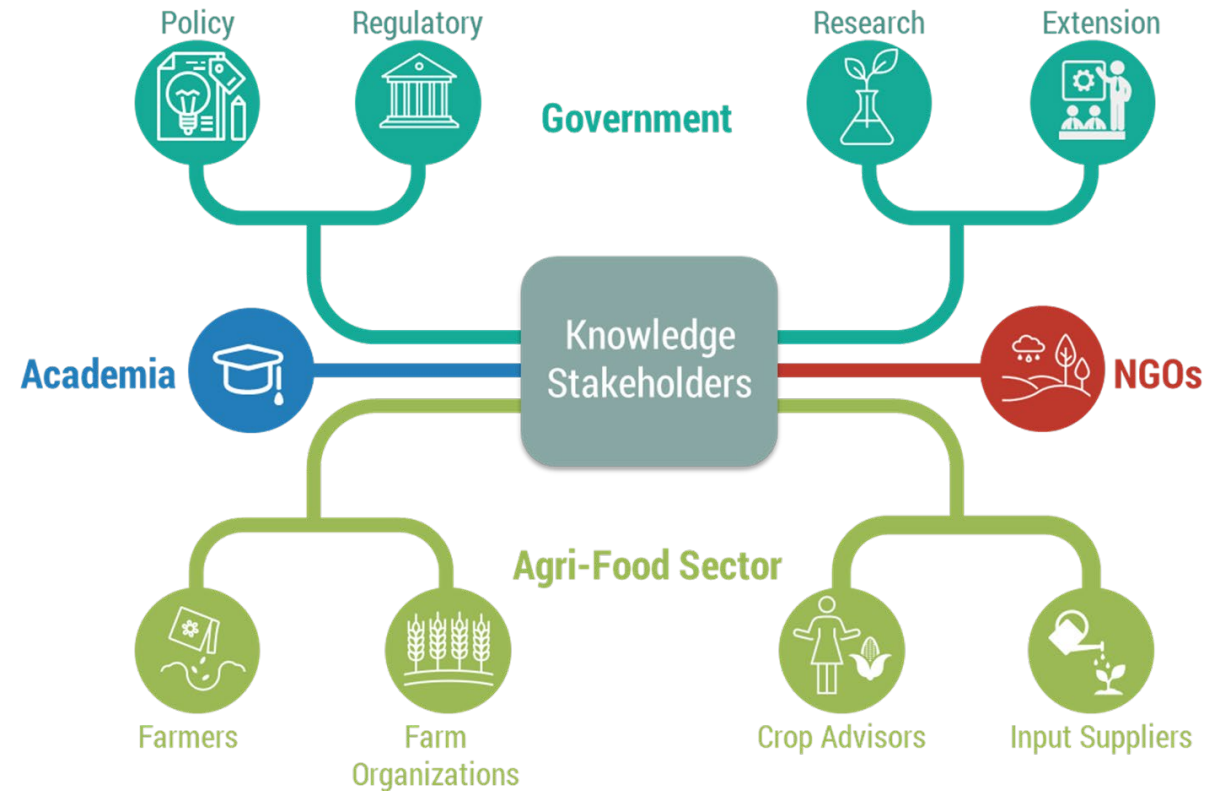 Policy
Regulatory
Research
Extension
Government
Knowledge
Stakeholders
Academia
NGOs
Agri-Food Sector
Farmers
Farm
Organizations
Crop Advisors
Input Suppliers